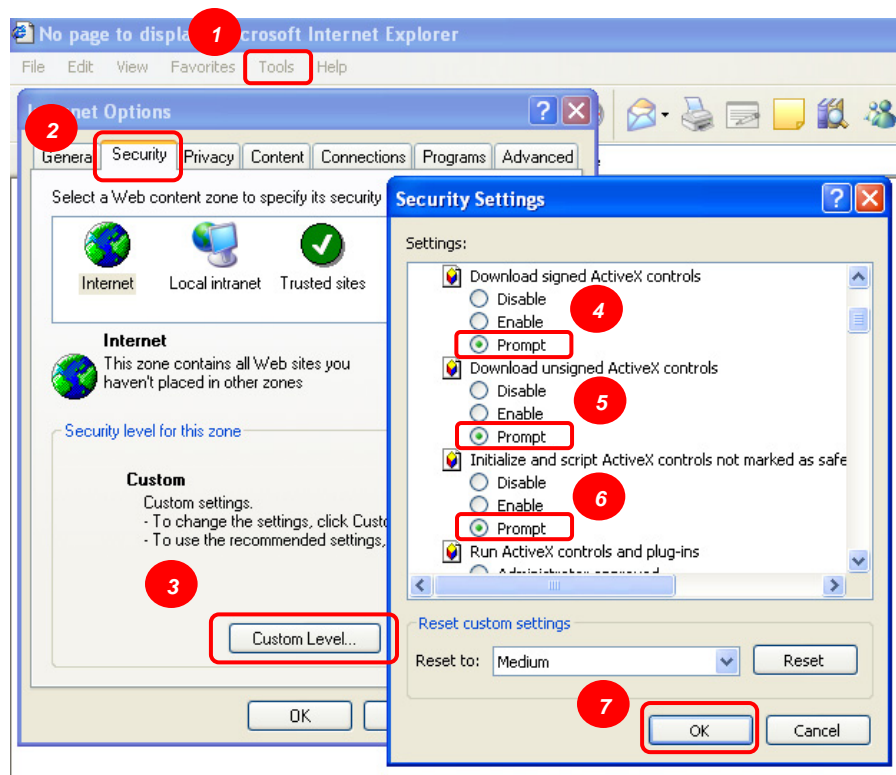 No page to displa 1 crosoft Internet Explorer
File Edit View Favorites Tools Help
net Options
2
General Security Privacy Content Connections Programs Advanced
Select a Web content zone to specify its security
Internet Local intranet Trusted sites
Internet
This zone contains all Web sites you
haven't placed in other zones
Security level for this zone
Custom
Custom settings.
- To change the settings, click Custo
- To use the recommended settings,
3
Custom Level...
OK
Security Settings
Settings:
Download signed ActiveX controls
Disable
Enable
4
Prompt
Download unsigned ActiveX controls
Disable
Enable
5
Prompt
Initialize and script ActiveX controls not marked as safe
Disable
Enable
6
Prompt
Run ActiveX controls and plug-ins
Administrator approved
Reset custom settings
Reset to: Medium Reset
7
OK Cancel